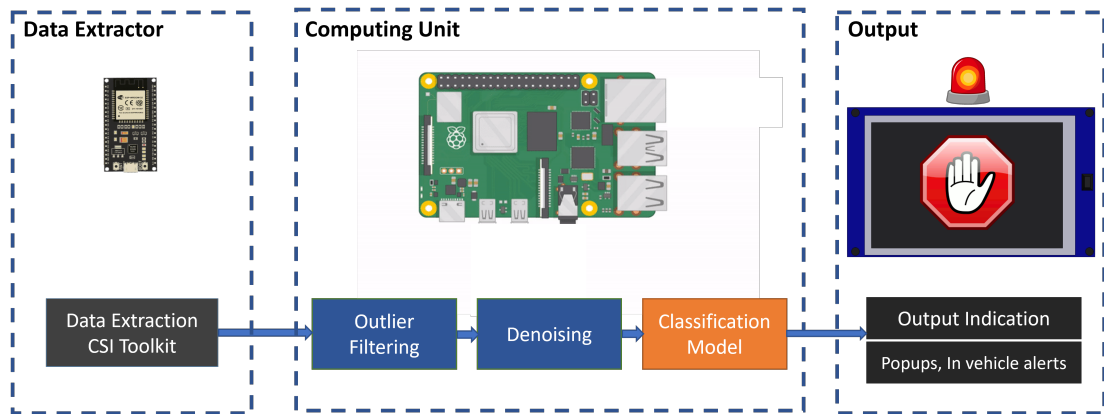 Data Extractor
Computing Unit
Output
Data Extraction
CSI Toolkit
Outlier
Filtering
Denoising
Classification
Model
Output Indication
Popups, In vehicle alerts